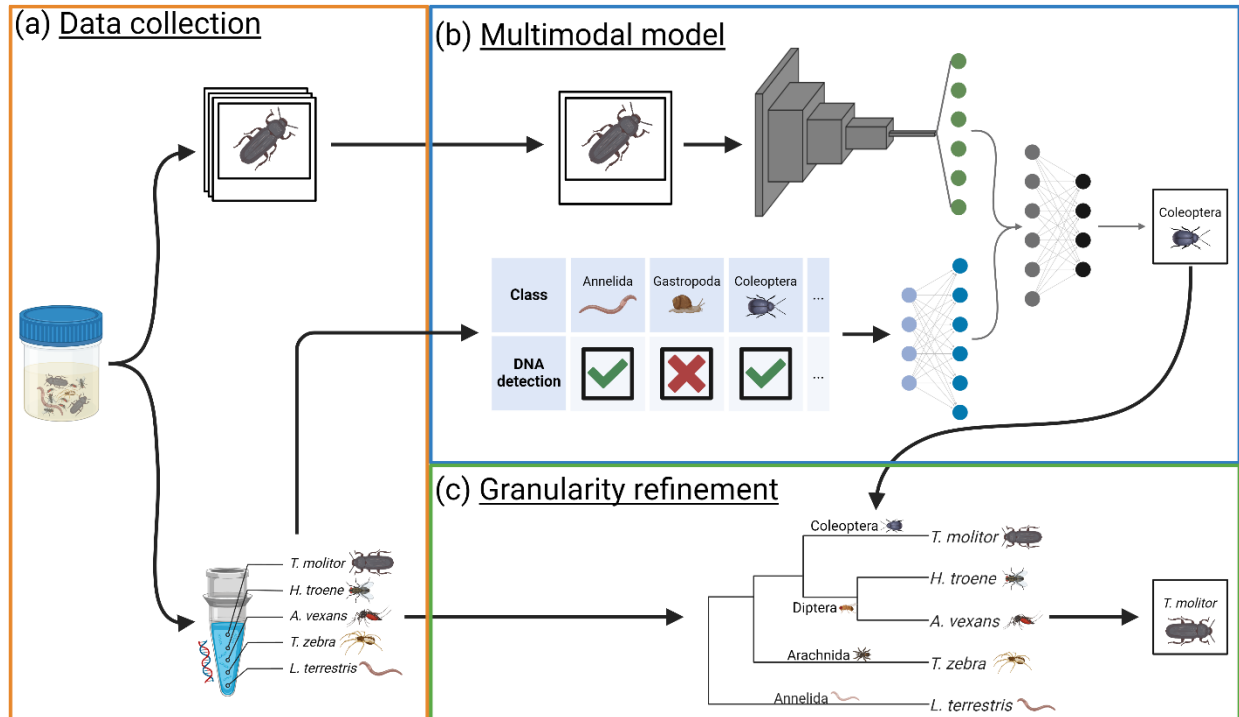 (a) Data collection
(b) Multimodal model
Coleoptera
Class
Annelida
Gastropoda
Coleoptera
...
DNA
detection
...
T. molitor
H. troene
A. vexans
T. zebra
L. terrestris
(c) Granularity refinement
Coleoptera
T. molitor
H. troene
Diptera
A. vexans
Arachnida
T. zebra
Annelida
L. terrestris
T. molitor